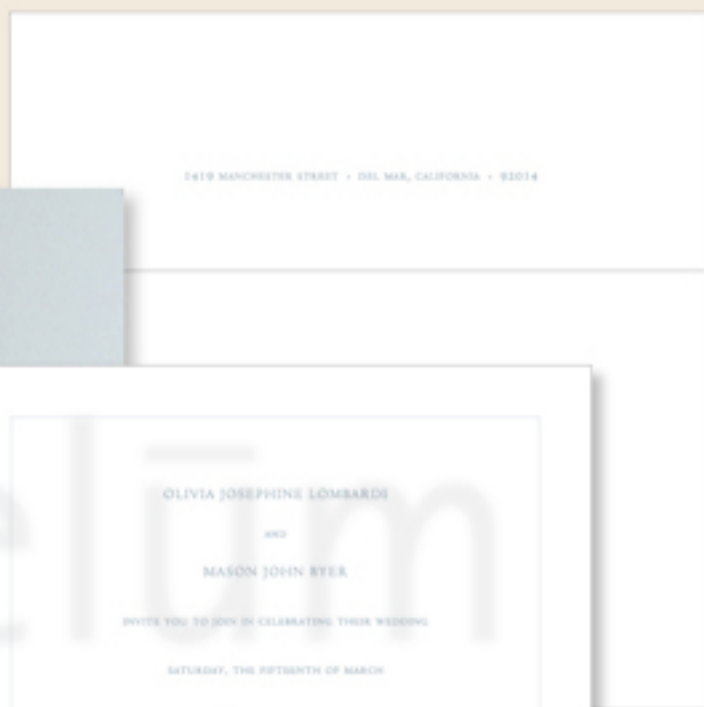 1419 MANCHESTER STREET • DEL MAR, CALIFORNIA • 92014
elūm
OLIVIA JOSEPHINE LOMBARDI
AND
MASON JOHN BYER
INVITE YOU TO JOIN IN CELEBRATING THEIR WEDDING
SATURDAY, THE FIFTEENTH OF MARCH